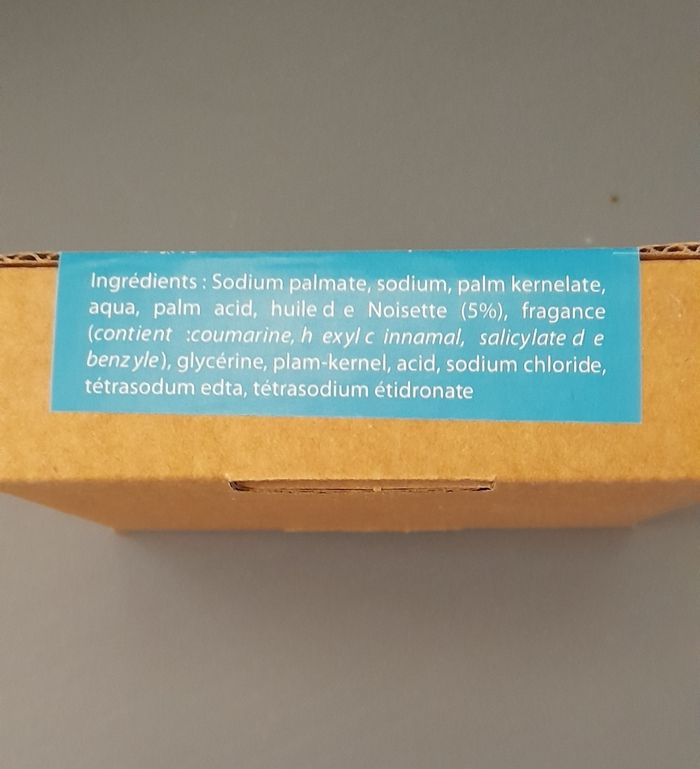 Ingrédients : Sodium palmate, sodium, palm kernelate,
aqua, palm acid, huile d e Noisette (5%), fragance
(contient :coumarine, h exyl c innamal, salicylate d e
benz yle), glycérine, plam-kernel, acid, sodium chloride,
tétrasodum edta, tétrasodium étidronate